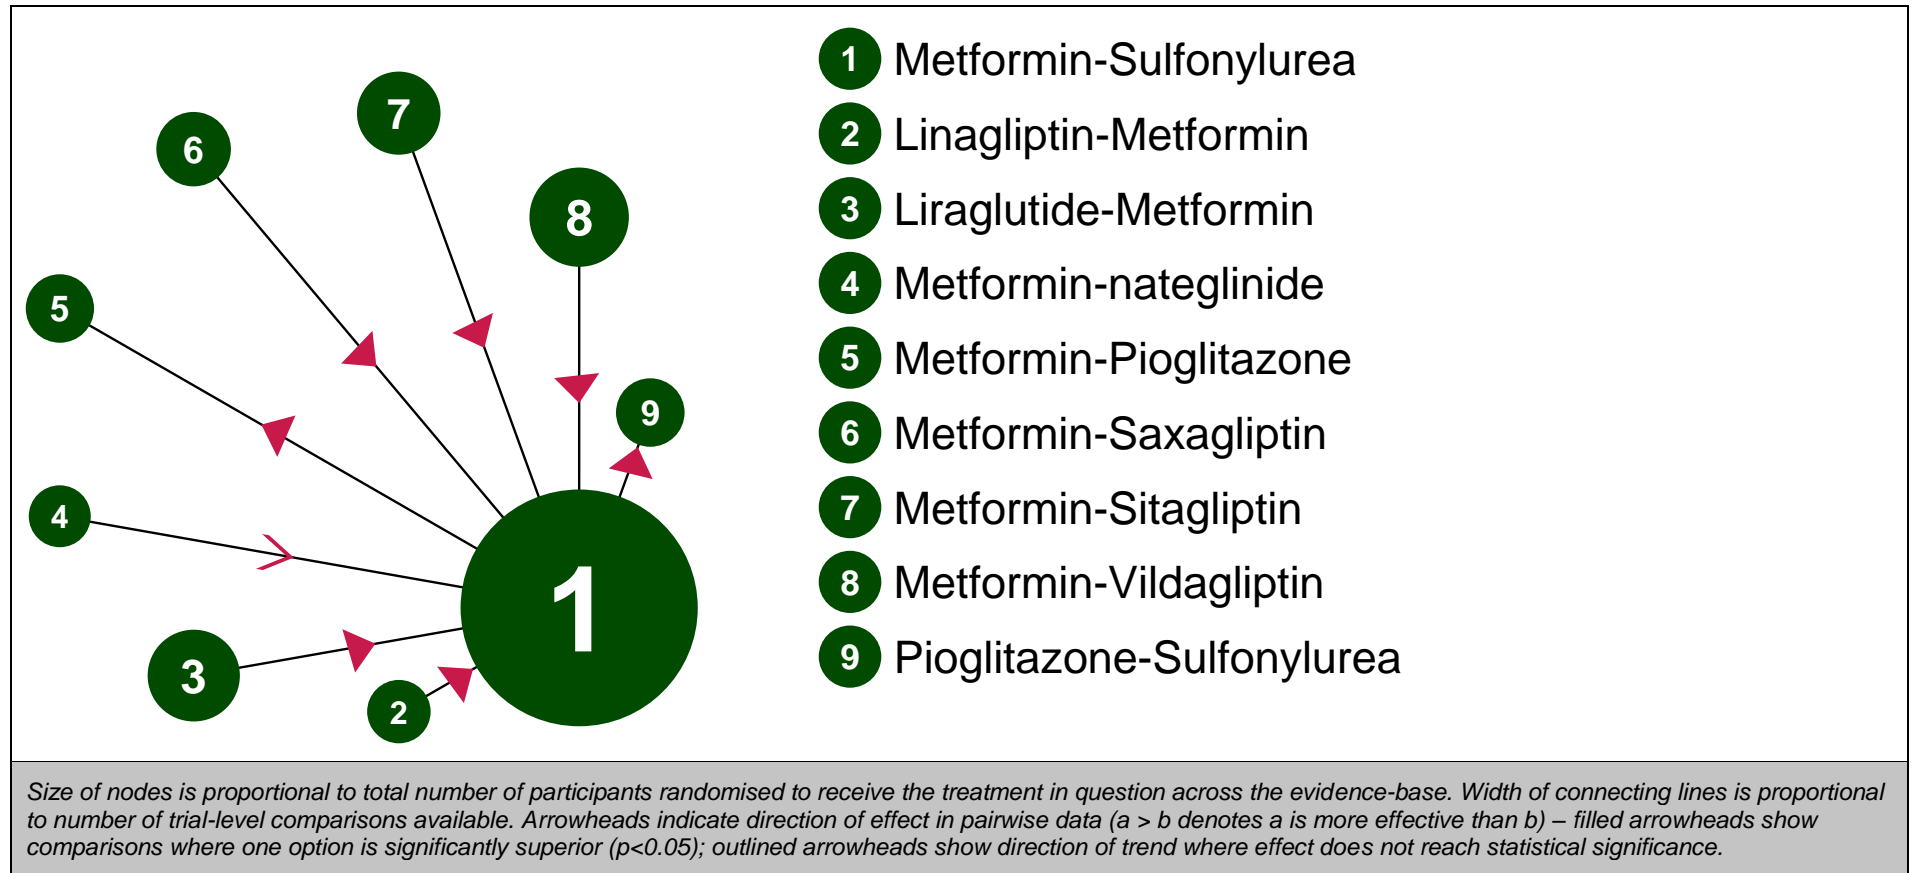 1 Metformin-Sulfonylurea
2 Linagliptin-Metformin
3 Liraglutide-Metformin
4 Metformin-nateglinide
5 Metformin-Pioglitazone
6 Metformin-Saxagliptin
7 Metformin-Sitagliptin
8 Metformin-Vildagliptin
9 Pioglitazone-Sulfonylurea
7
6
8
5
9
4
1
3
2
Size of nodes is proportional to total number of participants randomised to receive the treatment in question across the evidence-base. Width of connecting lines is proportional
to number of trial-level comparisons available. Arrowheads indicate direction of effect in pairwise data (a > b denotes a is more effective than b) – filled arrowheads show
comparisons where one option is significantly superior (p<0.05); outlined arrowheads show direction of trend where effect does not reach statistical significance.